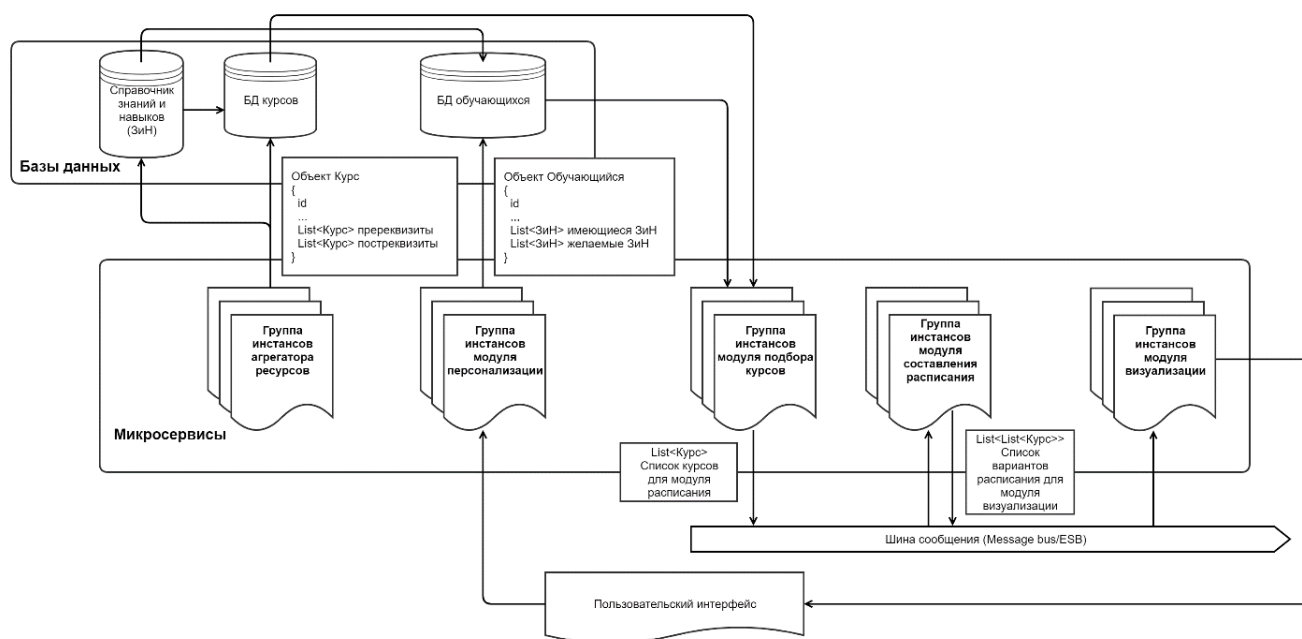 Справочник
знаний и
навыков
(ЗиН)
БД курсов
БД обучающихся
Базы данных
Объект Курс
{
id
...
List<Курс> пререквизиты
List<Курс> постреквизиты
}
Объект Обучающийся
{
id
...
List<ЗиН> имеющиеся ЗиН
List<ЗиН> желаемые ЗиН
}
Группа
инстансов
агрегатора
ресурсов
Группа
инстансов
модуля
персонализации
Группа
инстансов
модуля подбора
курсов
Группа
инстансов
модуля
составления
расписания
Группа
инстансов
модуля
визуализации
Микросервисы
List<Курс>
Список курсов
для модуля
расписания
List<List<Курс>>
Список
вариантов
расписания для
модуля
визуализации
Шина сообщения (Message bus/ESB)
Пользовательский интерфейс